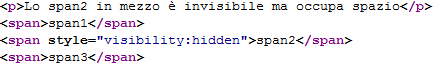 <p>Lo span2 in mezzo è invisibile ma occupa spazio</p>
<span>span1</span>
<span style="visibility:hidden">span2</span>
<span>span3</span>